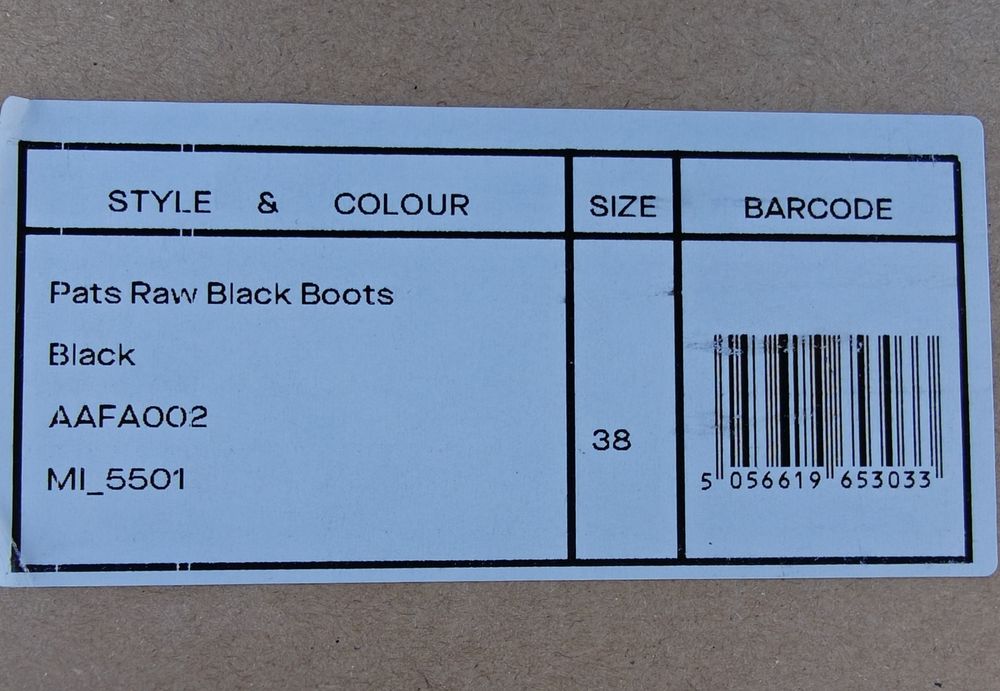 STYLE & COLOUR SIZE BARCODE
Pats Raw Black Boots
Black
AAFA002
38
MI_5501
5 056619 653033